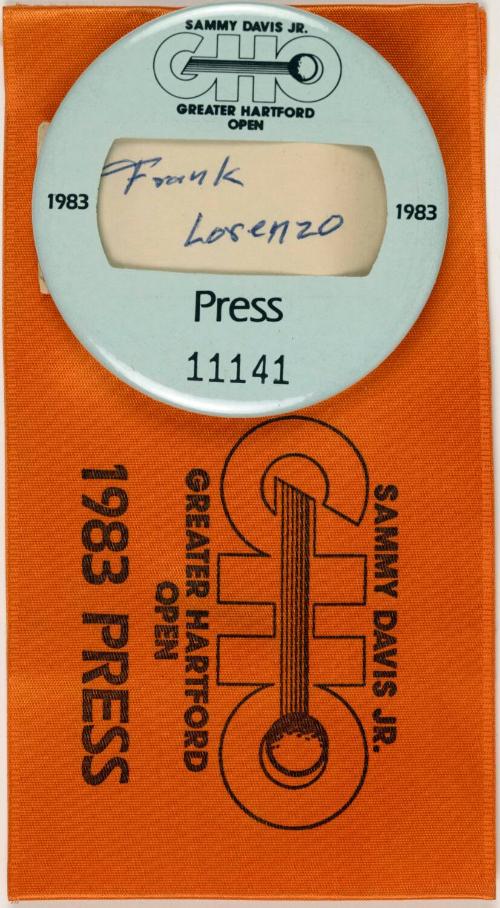 SAMMY DAVIS JR.
GHO
GREATER HARTFORD
OPEN
1983
1983
Frank
Lorenzo
Press
11141
SAMMY DAVIS JR.
GHO
GREATER HARTFORD
OPEN
1983 PRESS